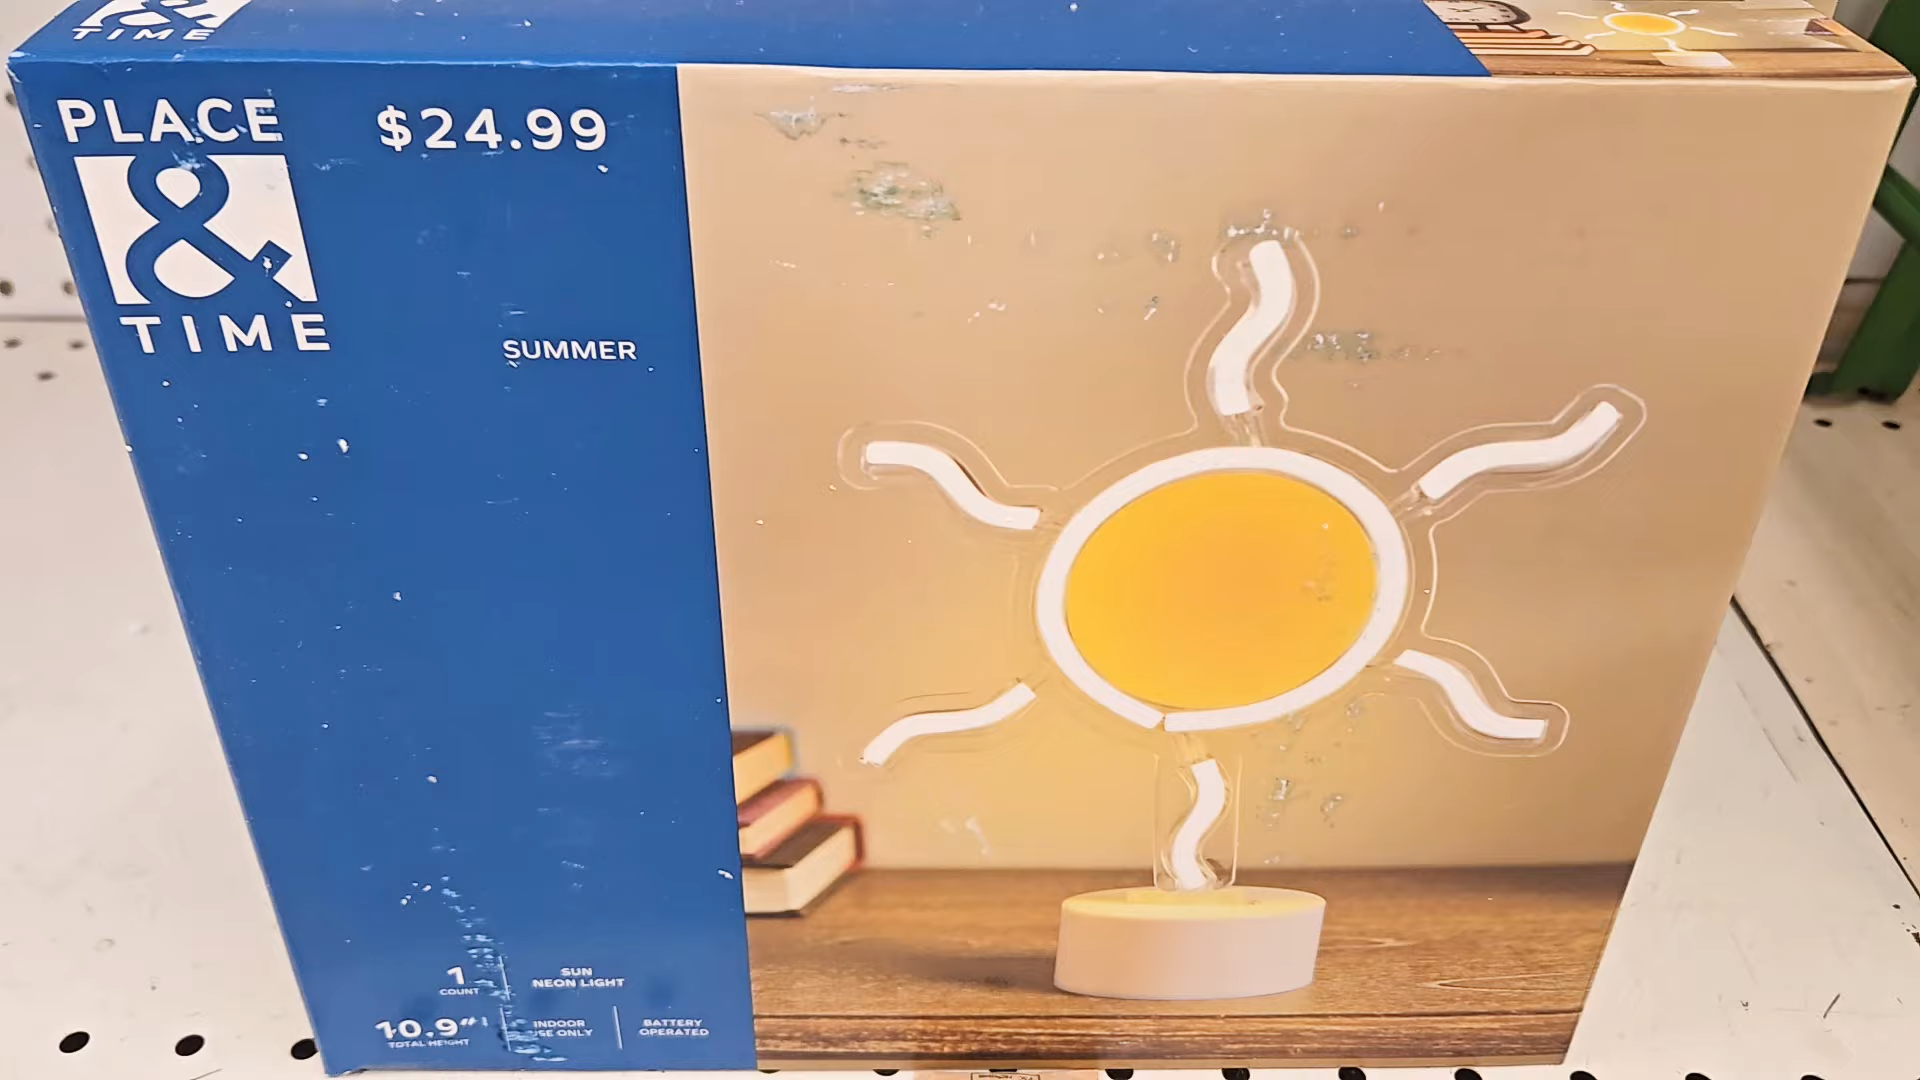 TIME
PLACE
&
TIME
$24.99
SUMMER
1
COUNT
SUN
NEON LIGHT
10.9"
TOTAL HEIGHT
INDOOR
USE ONLY
BATTERY
OPERATED